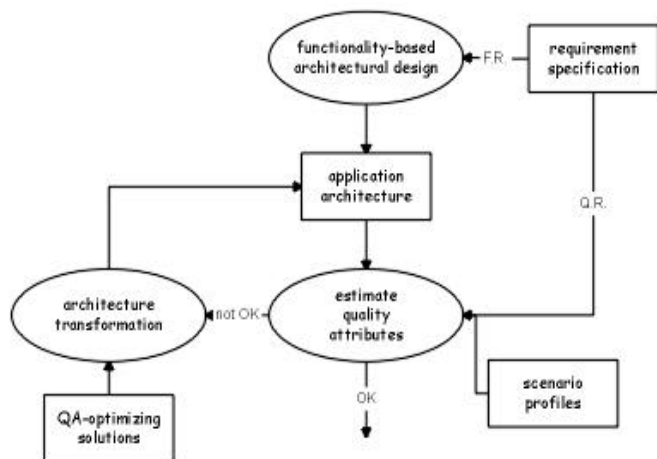 functionality-based
architectural design
F.R.
requirement
specification
application
architecture
Q.R.
architecture
transformation
not OK
estimate
quality
attributes
OK
scenario
profiles
QA-optimizing
solutions